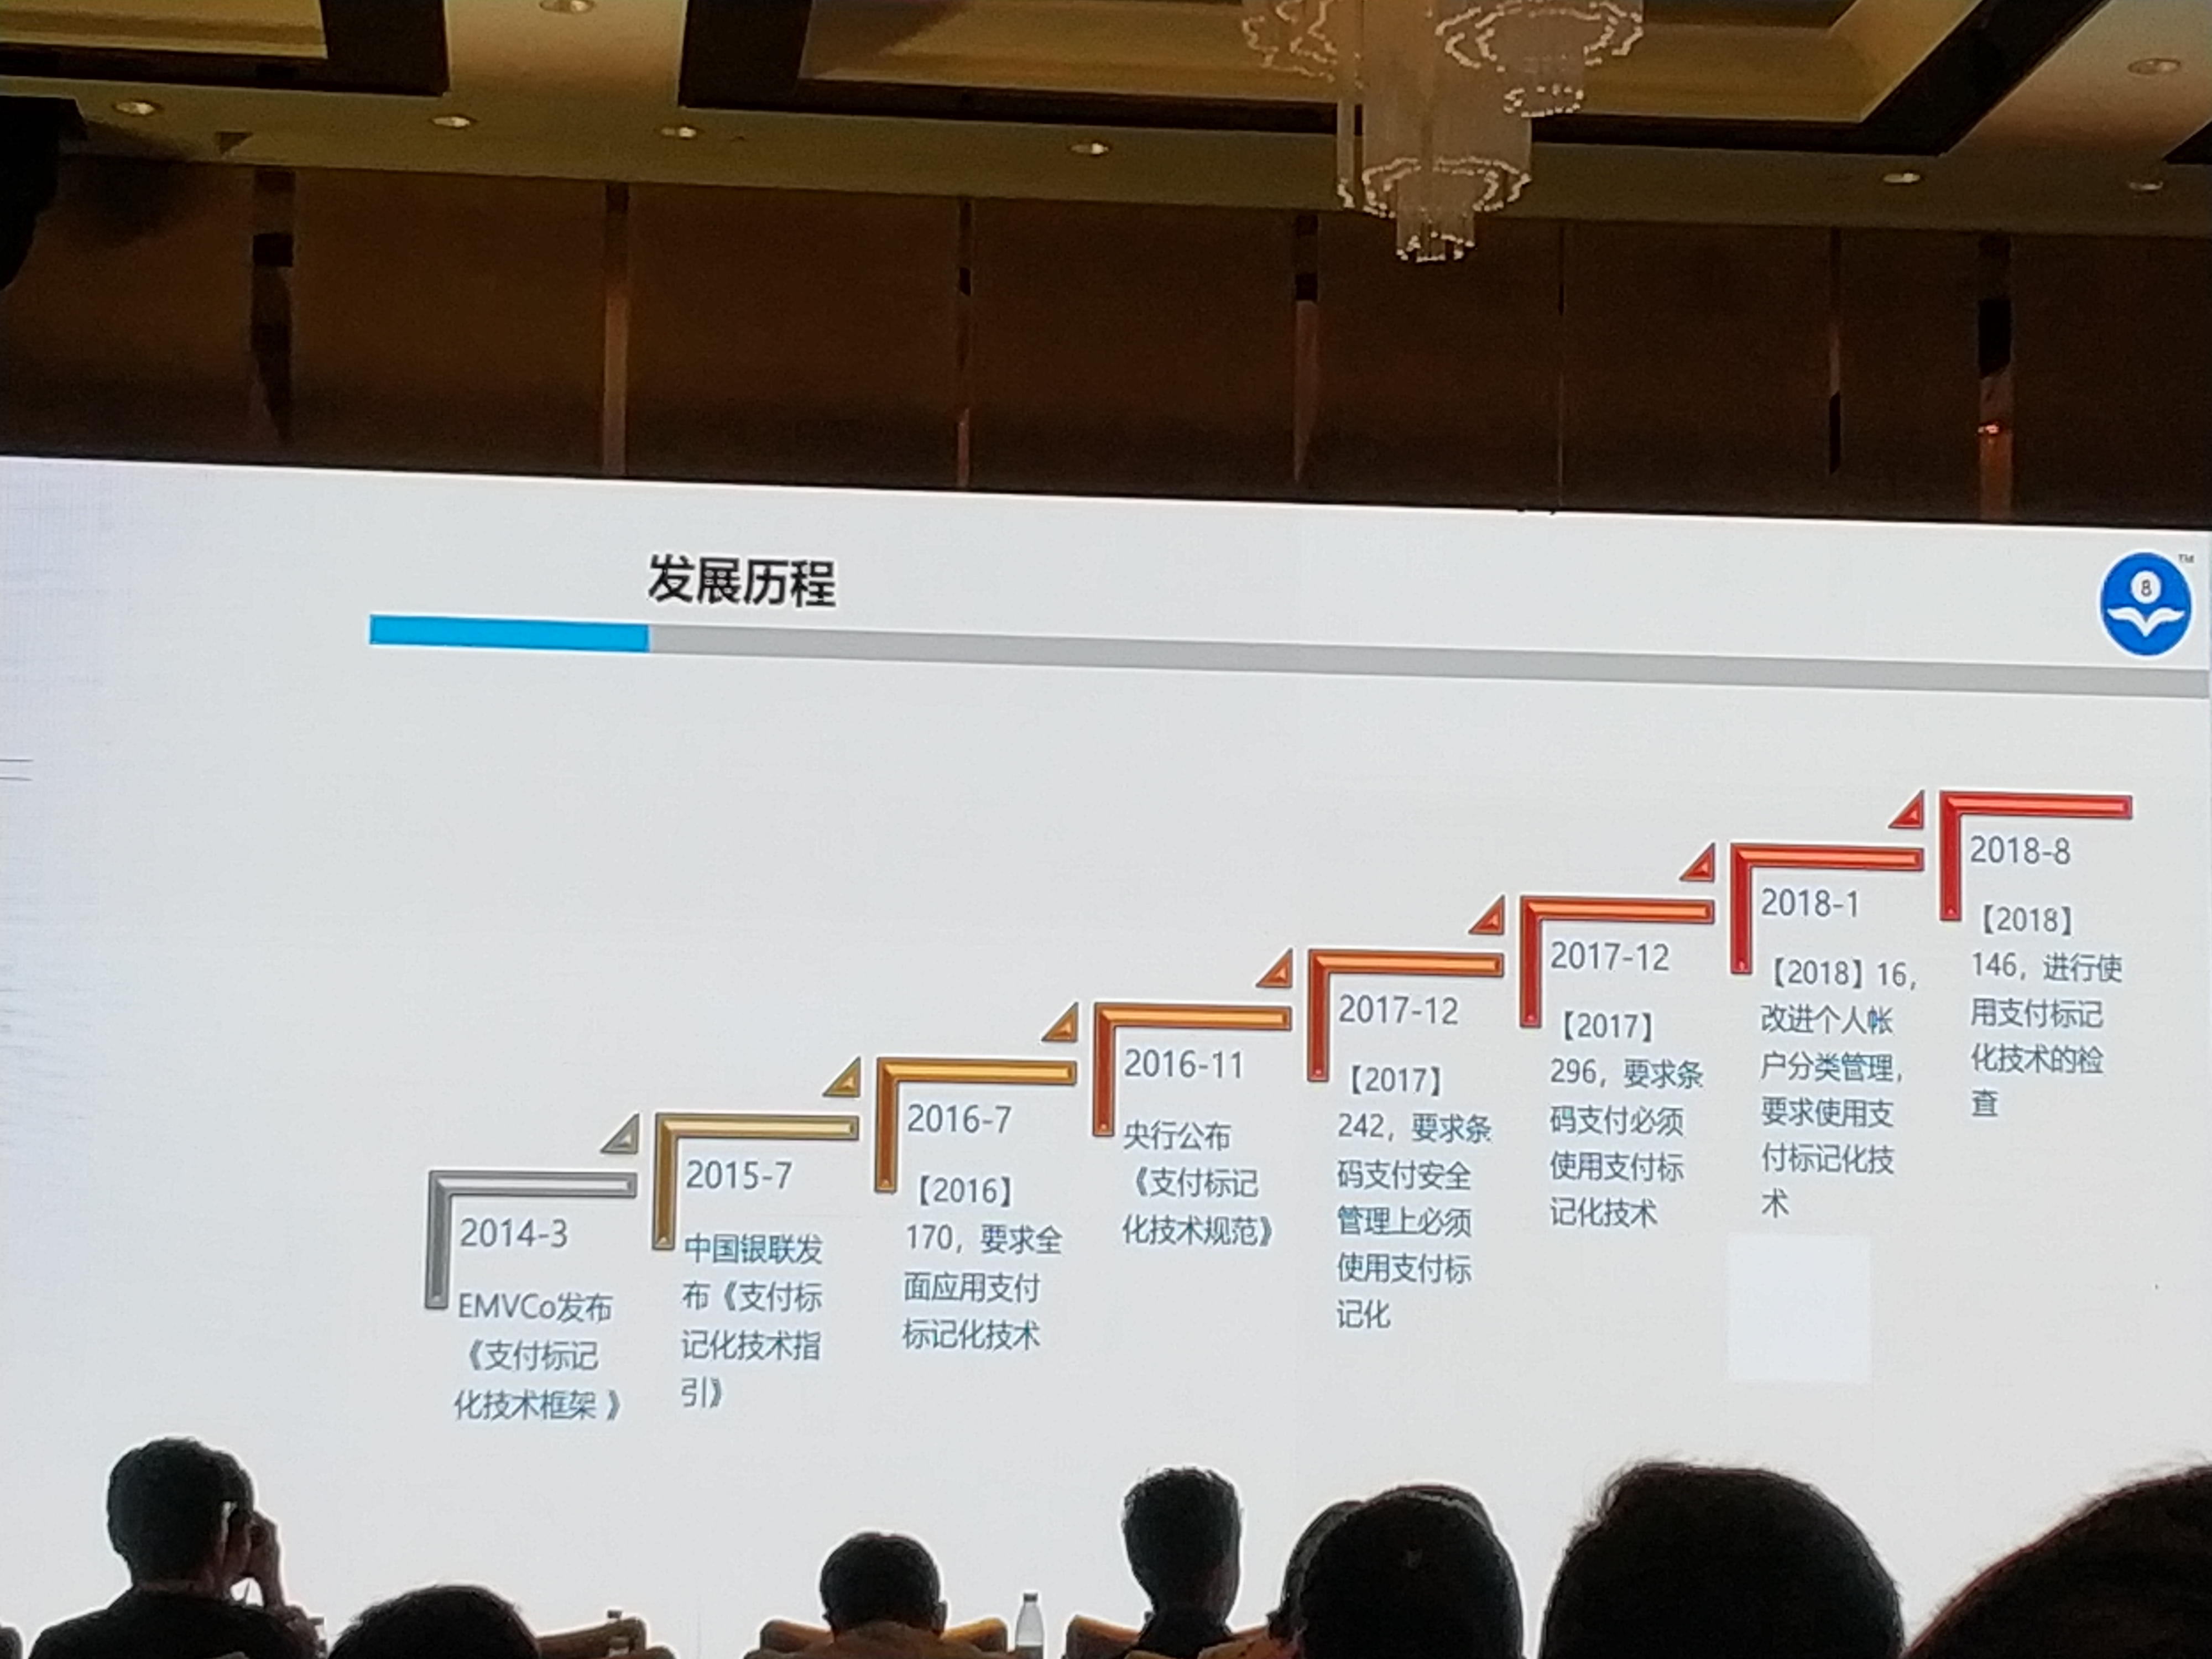 发展历程
TM
8
2014-3
EMVCo发布
《支付标记
化技术框架 》
2015-7
中国银联发
布《支付标
记化技术指
引》
2016-7
【2016】
170，要求全
面应用支付
标记化技术
2016-11
央行公布
《支付标记
化技术规范》
2017-12
【2017】
242，要求条
码支付安全
管理上必须
使用支付标
记化
2017-12
【2017】
296，要求条
码支付必须
使用支付标
记化技术
2018-1
【2018】16，
改进个人帐
户分类管理，
要求使用支
付标记化技
术
2018-8
【2018】
146，进行使
用支付标记
化技术的检
查